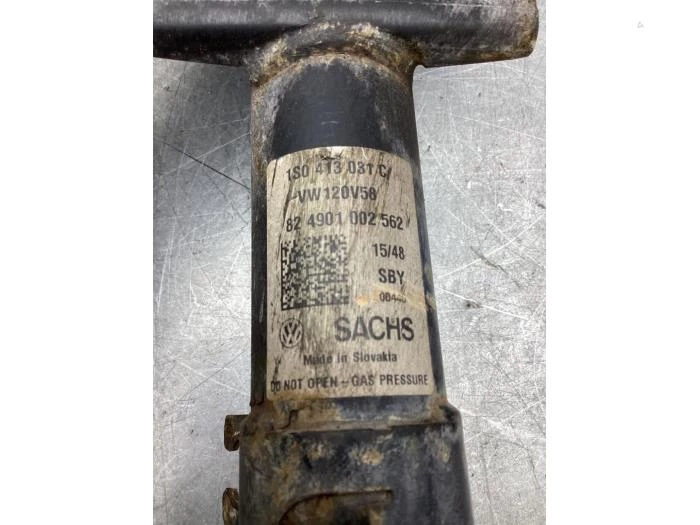 1S0 413 031 C
-VW120V58
82 4901 002 562
15/48
SBY
SACHS
Made in Slovakia
DO NOT OPEN - GAS PRESSURE